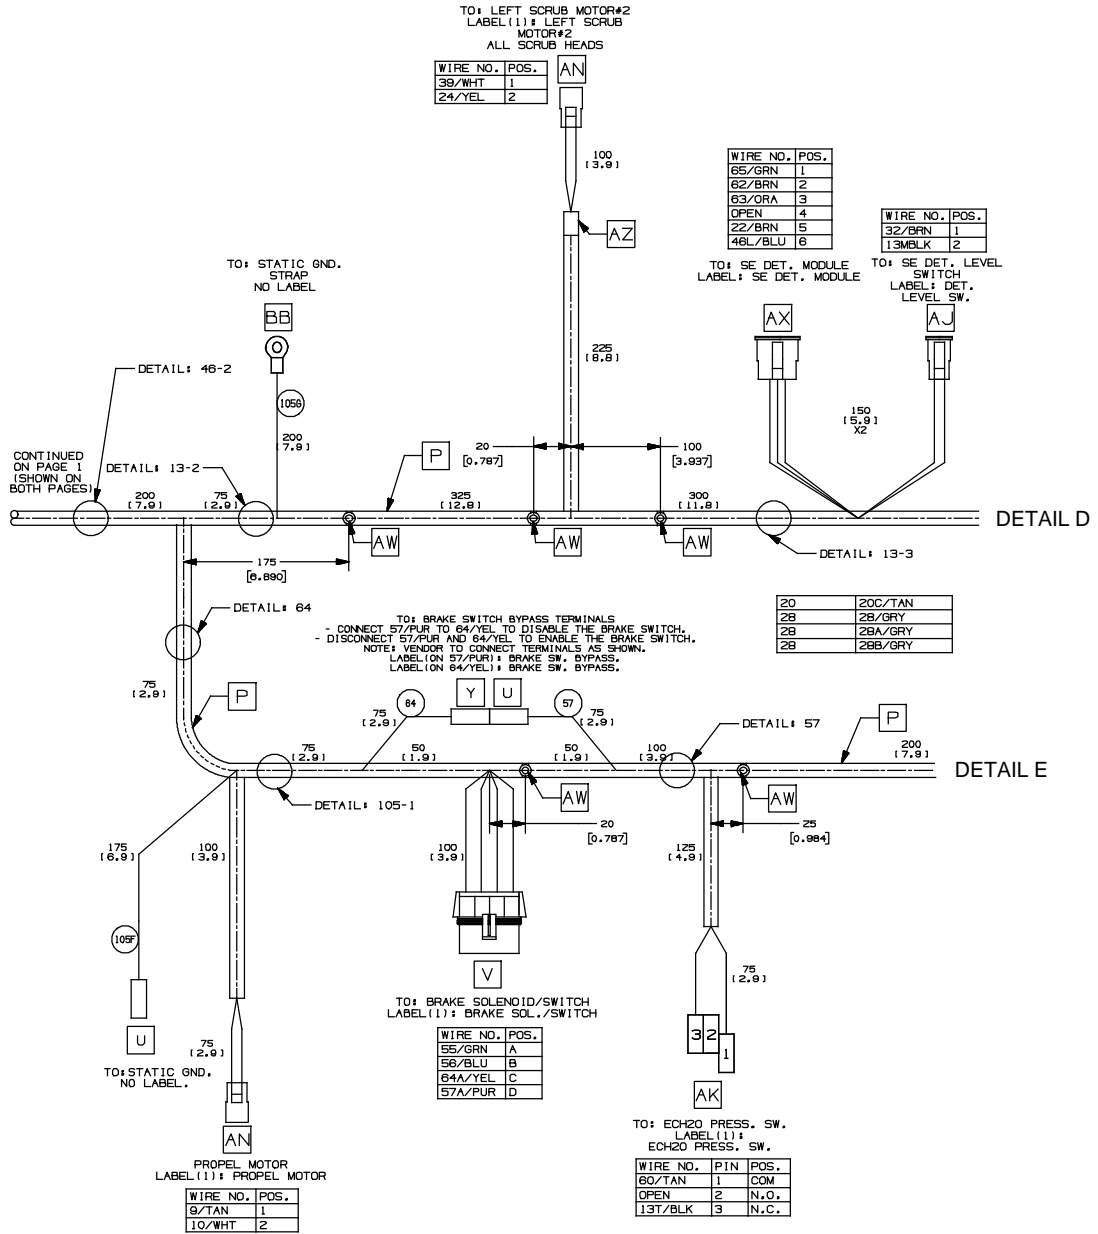 TO: LEFT SCRUB MOTOR#2
LABEL(1): LEFT SCRUB
MOTOR#2
ALL SCRUB HEADS
WIRE NO. POS.
39/WHT 1
24/YEL 2
AN
100
[3.9]
AZ
225
[8.8]
WIRE NO. POS.
65/GRN 1
62/BRN 2
63/ORA 3
OPEN 4
22/BRN 5
46L/BLU 6
TO: SE DET. MODULE
LABEL: SE DET. MODULE
AX
WIRE NO. POS.
32/BRN 1
13MBLK 2
TO: SE DET. LEVEL
SWITCH
LABEL: DET.
LEVEL SW.
AJ
150
[5.9]
X2
TO: STATIC GND.
STRAP
NO LABEL
BB
105G
200
[7.9]
DETAIL: 46-2
CONTINUED
ON PAGE 1
(SHOWN ON
BOTH PAGES)
DETAIL: 13-2
200
[7.9]
75
[2.9]
P
325
[12.8]
20
[0.787]
100
[3.937]
300
[11.8]
DETAIL D
AW
AW
AW
DETAIL: 13-3
175
[6.890]
DETAIL: 64
20 20C/TAN
28 28/GRY
28 28A/GRY
28 28B/GRY
TO: BRAKE SWITCH BYPASS TERMINALS
- CONNECT 57/PUR TO 64/YEL TO DISABLE THE BRAKE SWITCH.
- DISCONNECT 57/PUR AND 64/YEL TO ENABLE THE BRAKE SWITCH.
NOTE: VENDOR TO CONNECT TERMINALS AS SHOWN.
LABEL(ON 57/PUR): BRAKE SW. BYPASS.
LABEL(ON 64/YEL): BRAKE SW. BYPASS.
75
[2.9]
P
75
[2.9]
64
Y U
57
75
[2.9]
DETAIL: 57
P
75
[2.9]
50
[1.9]
50
[1.9]
100
[3.9]
200
[7.9]
DETAIL E
DETAIL: 105-1
AW
AW
20
[0.787]
25
[0.984]
175
[6.9]
100
[3.9]
100
[3.9]
125
[4.9]
105F
U
TO: STATIC GND.
NO LABEL.
75
[2.9]
AN
PROPEL MOTOR
LABEL(1): PROPEL MOTOR
WIRE NO. POS.
9/TAN 1
10/WHT 2
V
TO: BRAKE SOLENOID/SWITCH
LABEL(1): BRAKE SOL./SWITCH
WIRE NO. POS.
55/GRN A
56/BLU B
64A/YEL C
57A/PUR D
75
[2.9]
3 2 1
AK
TO: ECH2O PRESS. SW.
LABEL(1):
ECH2O PRESS. SW.
WIRE NO. PIN POS.
60/TAN 1 COM
OPEN 2 N.O.
13T/BLK 3 N.C.